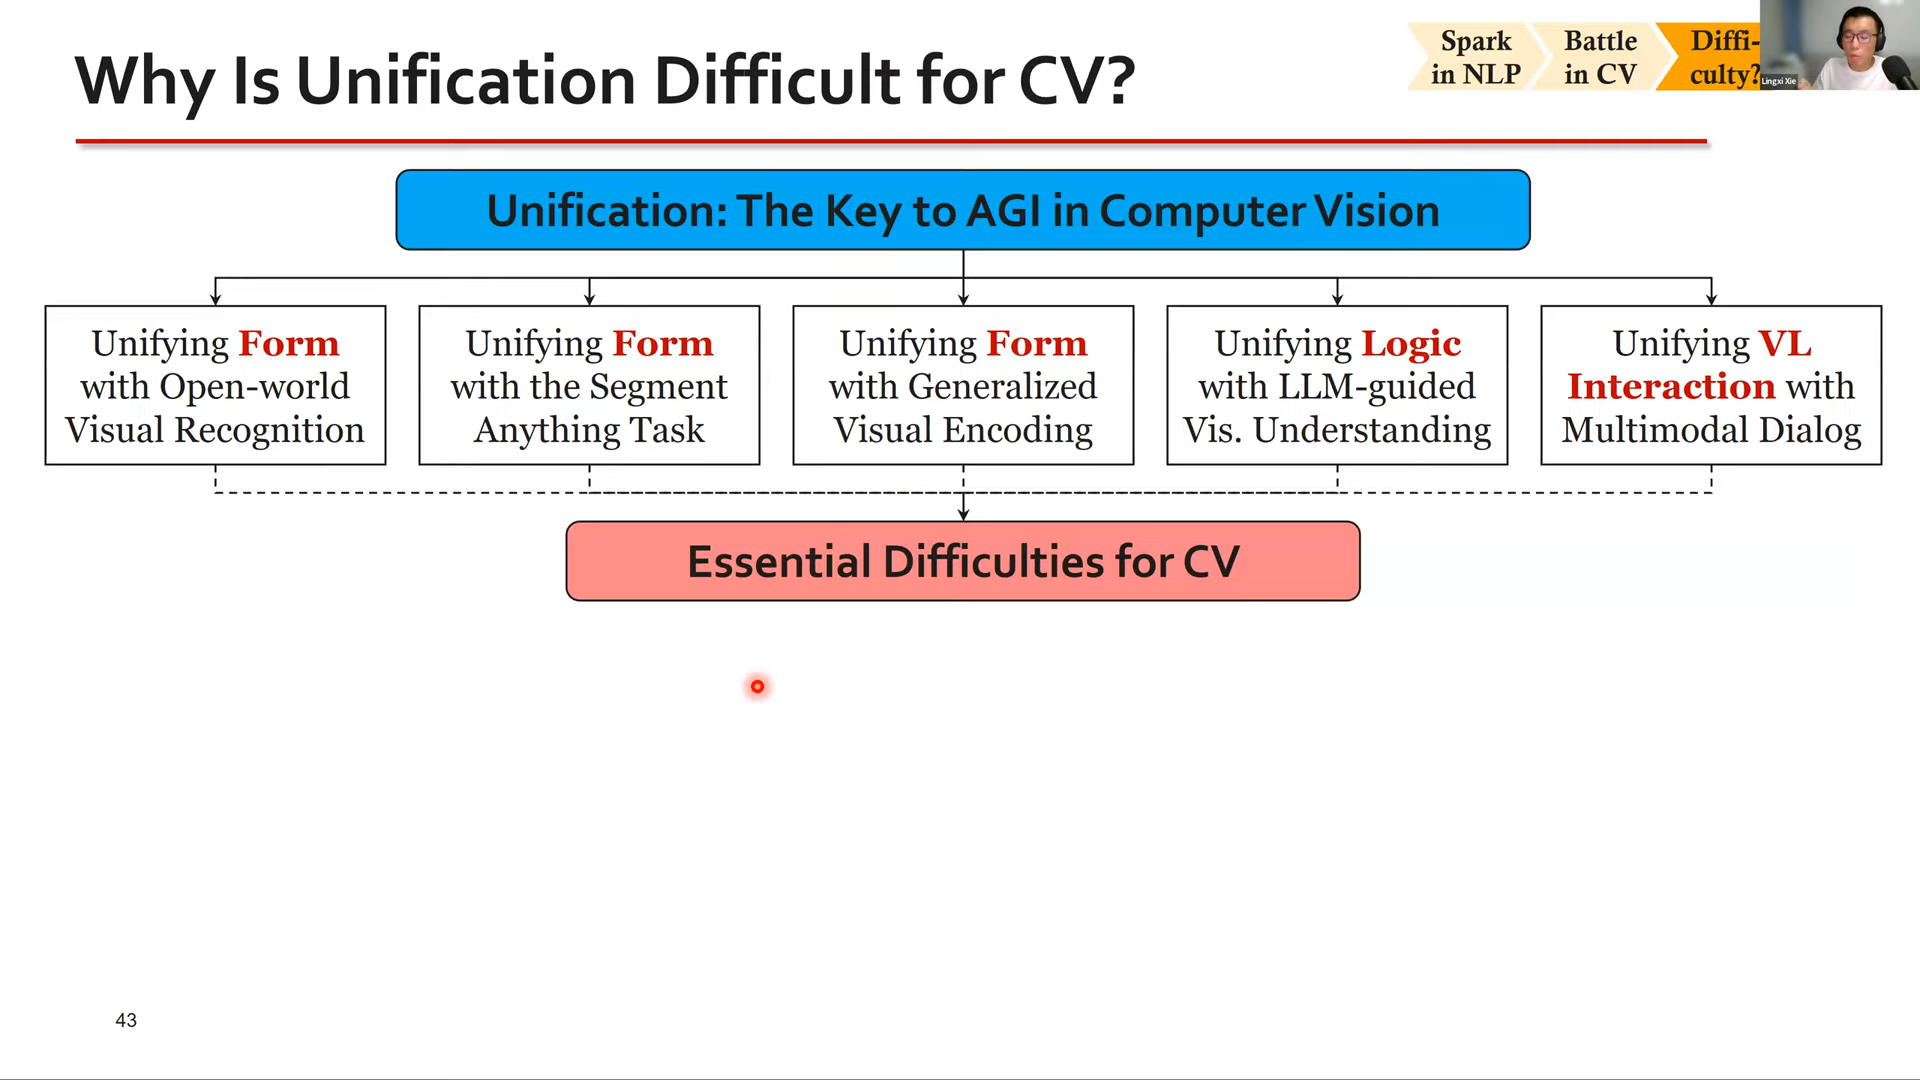 Why Is Unification Difficult for CV?
Spark
in NLP
Battle
in CV
Diffi-
culty?
Lingxi Xie
Unification: The Key to AGI in Computer Vision
Unifying Form
with Open-world
Visual Recognition
Unifying Form
with the Segment
Anything Task
Unifying Form
with Generalized
Visual Encoding
Unifying Logic
with LLM-guided
Vis. Understanding
Unifying VL
Interaction with
Multimodal Dialog
Essential Difficulties for CV
43